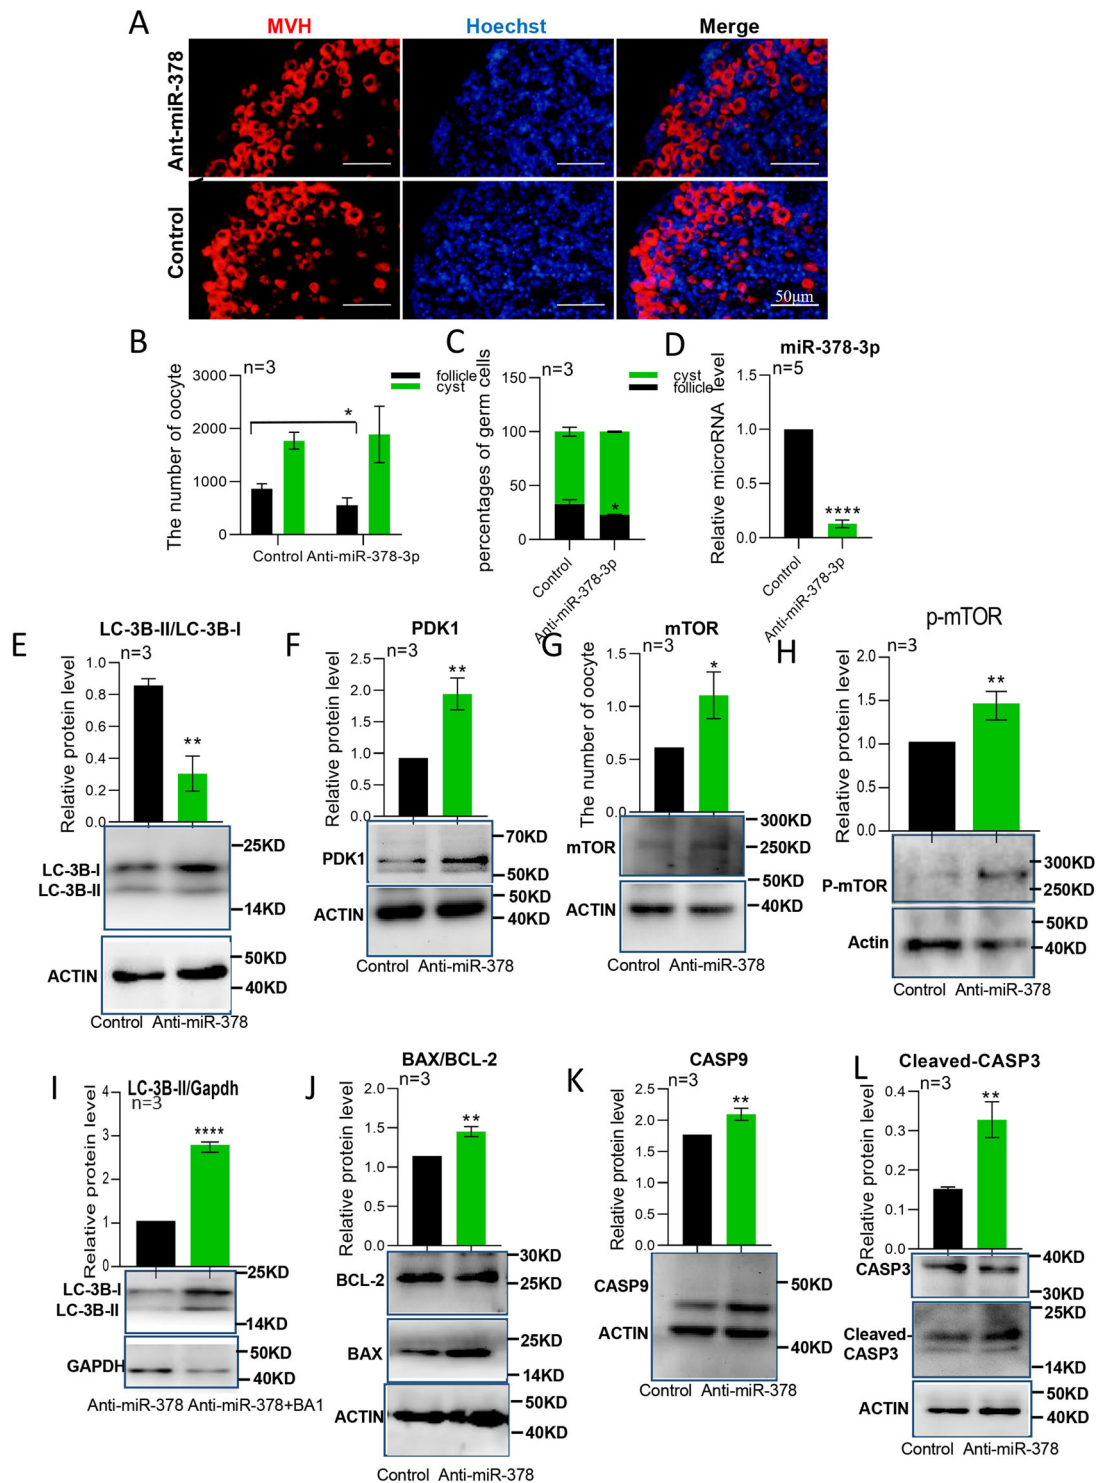 A
MVH Hoechst Merge
Ant-miR-378
Control
50μm
B
n=3
The number of oocyte
3000
2000
1000
0
follicle
cyst
*
Control Anti-miR-378-3p
C
n=3
percentages of germ cells
150
100
50
0
cyst
follicle
*
Control
Anti-miR-378-3p
D
miR-378-3p
n=5
Relative microRNA level
1.5
1.0
0.5
0.0
****
Control
Anti-miR-378-3p
E
LC-3B-II/LC-3B-I
n=3
Relative protein level
1.0
0.8
0.6
0.4
0.2
0.0
**
25KD
LC-3B-I
LC-3B-II
14KD
50KD
ACTIN
40KD
Control Anti-miR-378
F
PDK1
n=3
Relative protein level
2.5
2.0
1.5
1.0
0.5
0.0
**
70KD
PDK1
50KD
50KD
ACTIN
40KD
Control Anti-miR-378
G
mTOR
n=3
The number of oocyte
1.5
1.0
0.5
0.0
*
300KD
mTOR
250KD
50KD
ACTIN
40KD
Control Anti-miR-378
H
p-mTOR
n=3
Relative protein level
2.0
1.5
1.0
0.5
0.0
**
300KD
P-mTOR
250KD
50KD
Actin
40KD
Control Anti-miR-378
I
LC-3B-II/Gapdh
n=3
Relative protein level
4
3
2
1
0
****
25KD
LC-3B-I
LC-3B-II
14KD
50KD
GAPDH
40KD
Anti-miR-378 Anti-miR-378+BA1
J
BAX/BCL-2
n=3
Relative protein level
2.0
1.5
1.0
0.5
0.0
**
30KD
BCL-2
25KD
25KD
BAX
14KD
50KD
ACTIN
40KD
Control Anti-miR-378
K
CASP9
n=3
Relative protein level
2.5
2.0
1.5
1.0
0.5
0.0
**
50KD
CASP9
ACTIN
40KD
Control Anti-miR-378
L
Cleaved-CASP3
n=3
Relative protein level
0.4
0.3
0.2
0.1
0.0
**
40KD
CASP3
30KD
25KD
Cleaved-
CASP3
14KD
50KD
ACTIN
40KD
Control Anti-miR-378